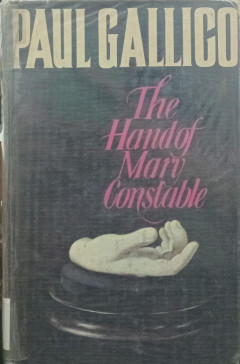 PAUL GALLICO
The
Hand of
Mary
Constable